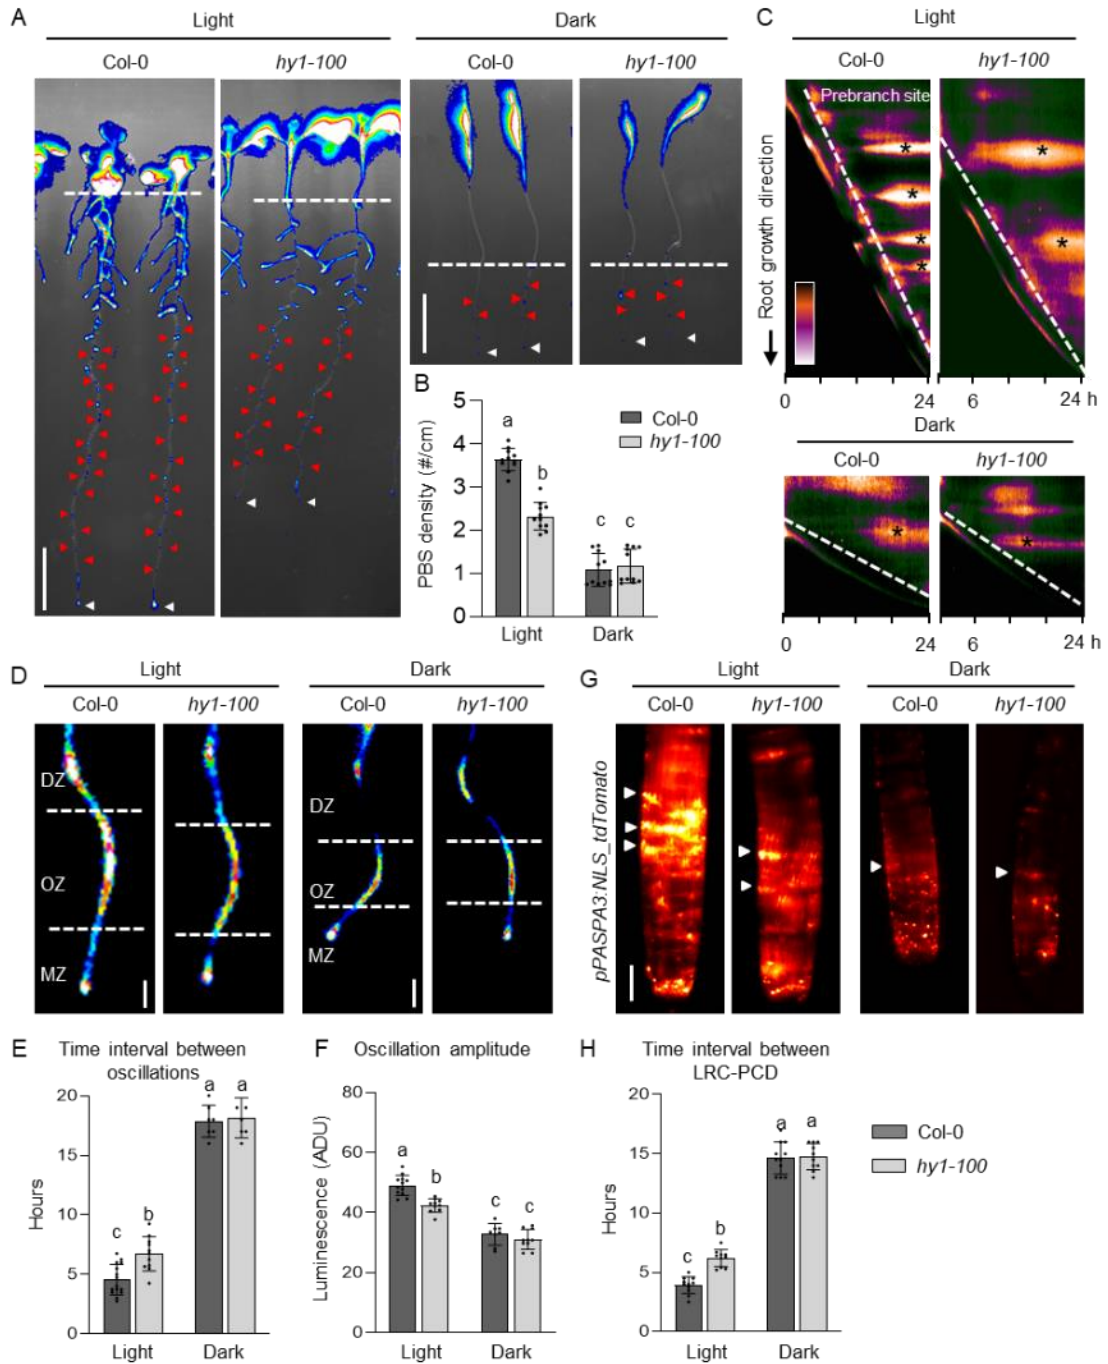 A
Light
Dark
Col-0
hy1-100
Col-0
hy1-100
C
Light
Col-0
hy1-100
Prebranch site
*
*
*
*
*
*
Root growth direction
0
24
6
24 h
Dark
Col-0
hy1-100
*
*
0
24
6
24 h
B
5
4
3
2
1
0
PBS density (#/cm)
a
b
c
c
Col-0
hy1-100
Light
Dark
D
Light
Dark
Col-0
hy1-100
Col-0
hy1-100
DZ
OZ
MZ
DZ
OZ
MZ
G
Light
Dark
Col-0
hy1-100
Col-0
hy1-100
pPASPA3:NLS_tdTomato
E
Time interval between
oscillations
20
15
10
5
0
Hours
c
b
a
a
Light
Dark
F
Oscillation amplitude
80
60
40
20
0
Luminescence (ADU)
a
b
c
c
Light
Dark
H
Time interval between
LRC-PCD
20
15
10
5
0
Hours
c
b
a
a
Light
Dark
Col-0
hy1-100